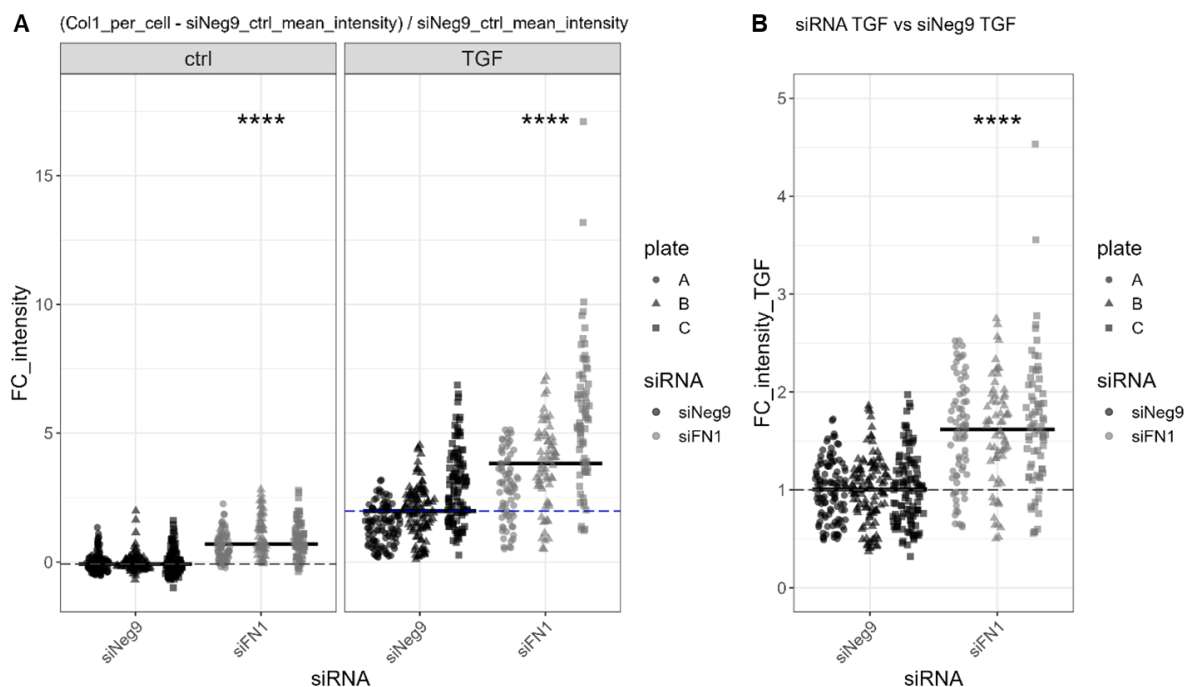 A
(Col1_per_cell - siNeg9_ctrl_mean_intensity) / siNeg9_ctrl_mean_intensity
ctrl
TGF
****
****
FC_intensity
15
10
5
0
siNeg9
siFN1
siNeg9
siFN1
siRNA
plate
A
B
C
siRNA
siNeg9
siFN1
B
siRNA TGF vs siNeg9 TGF
****
FC_intensity_TGF
5
4
3
2
1
0
siNeg9
siFN1
siRNA
plate
A
B
C
siRNA
siNeg9
siFN1